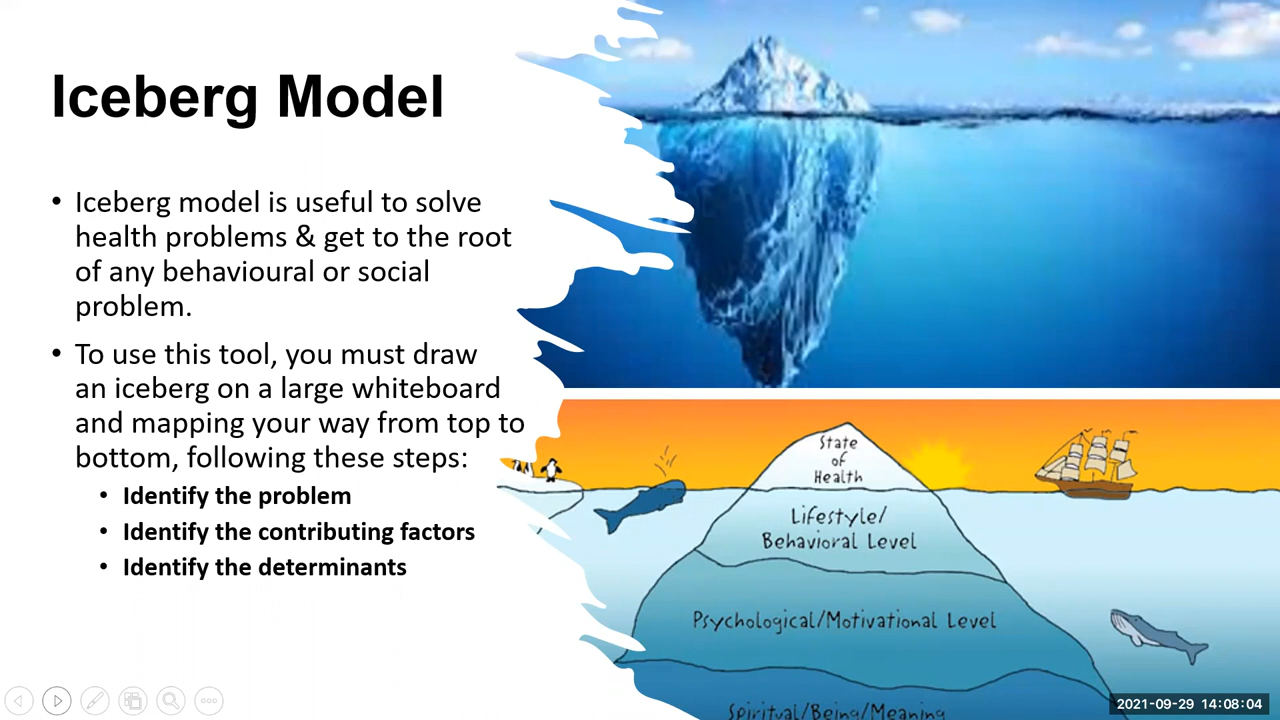 Iceberg Model
• Iceberg model is useful to solve
health problems & get to the root
of any behavioural or social
problem.
• To use this tool, you must draw
an iceberg on a large whiteboard
and mapping your way from top to
bottom, following these steps:
• Identify the problem
• Identify the contributing factors
• Identify the determinants
State
of
Health
Lifestyle/
Behavioral Level
Psychological/Motivational Level
Spiritual/Being/Meaning
2021-09-29 14:08:04